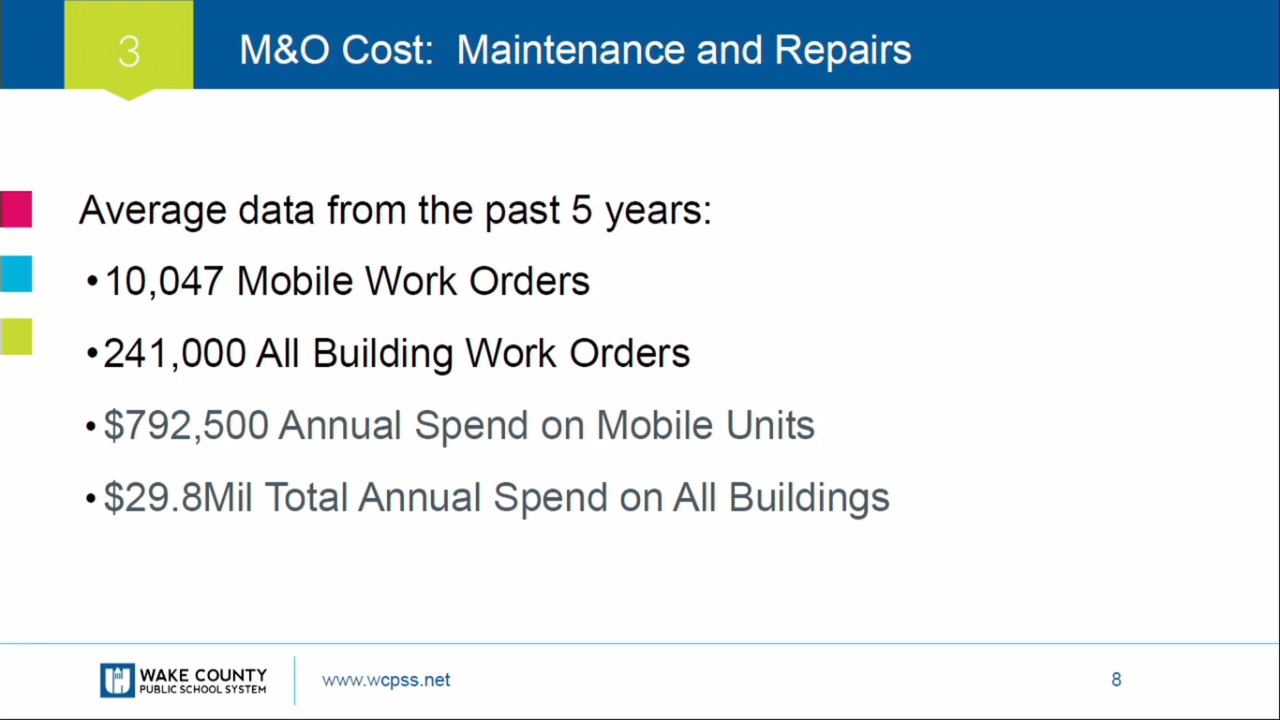 3
M&O Cost: Maintenance and Repairs
Average data from the past 5 years:
•10,047 Mobile Work Orders
•241,000 All Building Work Orders
•$792,500 Annual Spend on Mobile Units
•$29.8Mil Total Annual Spend on All Buildings
WAKE COUNTY
PUBLIC SCHOOL SYSTEM
www.wcpss.net
8